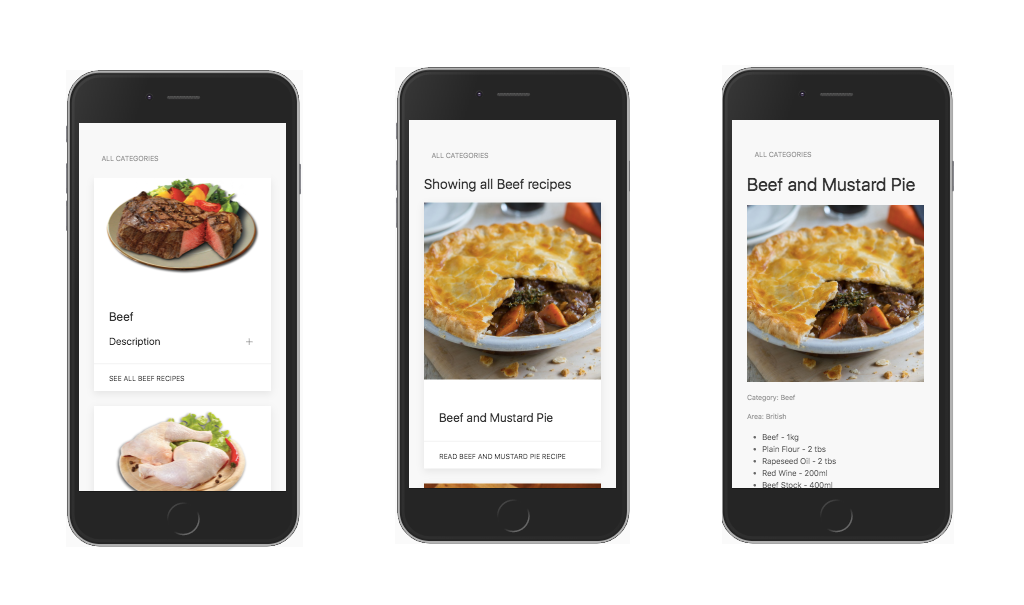 ALL CATEGORIES
Beef
Description +
SEE ALL BEEF RECIPES
ALL CATEGORIES
Showing all Beef recipes
Beef and Mustard Pie
READ BEEF AND MUSTARD PIE RECIPE
ALL CATEGORIES
Beef and Mustard Pie
Category: Beef
Area: British
• Beef - 1kg
• Plain Flour - 2 tbs
• Rapeseed Oil - 2 tbs
• Red Wine - 200ml
• Beef Stock - 400ml